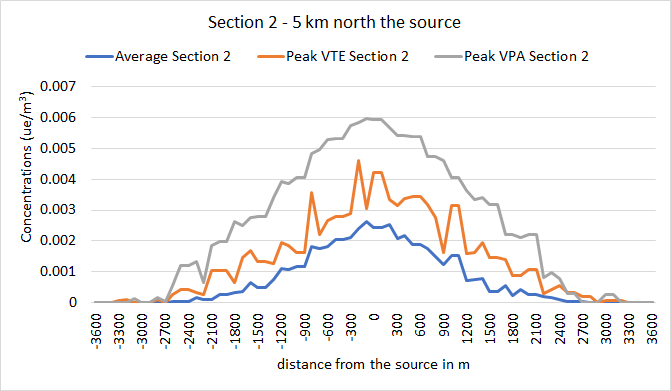 Section 2 - 5 km north the source
Average Section 2 Peak VTE Section 2 Peak VPA Section 2
Concentrations (ue/m³)
0.007
0.006
0.005
0.004
0.003
0.002
0.001
0
-3600 -3300 -3000 -2700 -2400 -2100 -1800 -1500 -1200 -900 -600 -300 0 300 600 900 1200 1500 1800 2100 2400 2700 3000 3300 3600
distance from the source in m